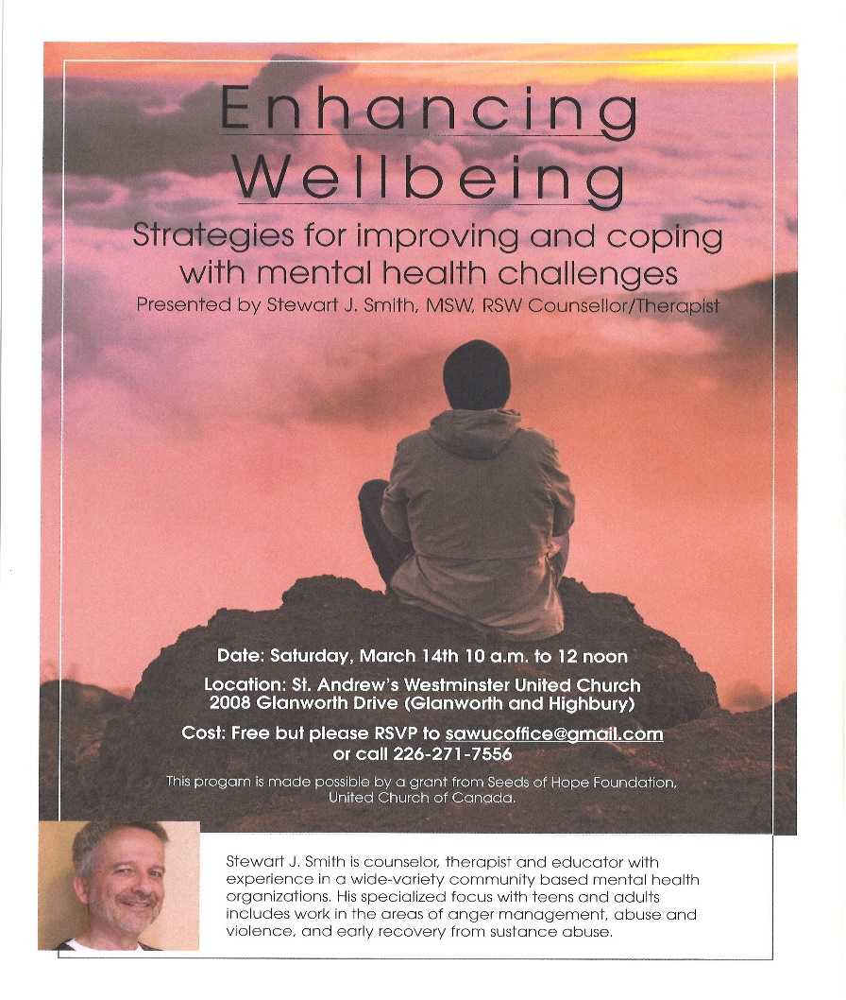 Enhancing
Wellbeing
Strategies for improving and coping
with mental health challenges
Presented by Stewart J. Smith, MSW, RSW Counsellor/Therapist
Date: Saturday, March 14th 10 a.m. to 12 noon
Location: St. Andrew's Westminster United Church
2008 Glanworth Drive (Glanworth and Highbury)
Cost: Free but please RSVP to sawucoffice@gmail.com
or call 226-271-7556
This progam is made possible by a grant from Seeds of Hope Foundation,
United Church of Canada.
Stewart J. Smith is counselor, therapist and educator with
experience in a wide-variety community based mental health
organizations. His specialized focus with teens and adults
includes work in the areas of anger management, abuse and
violence, and early recovery from sustance abuse.